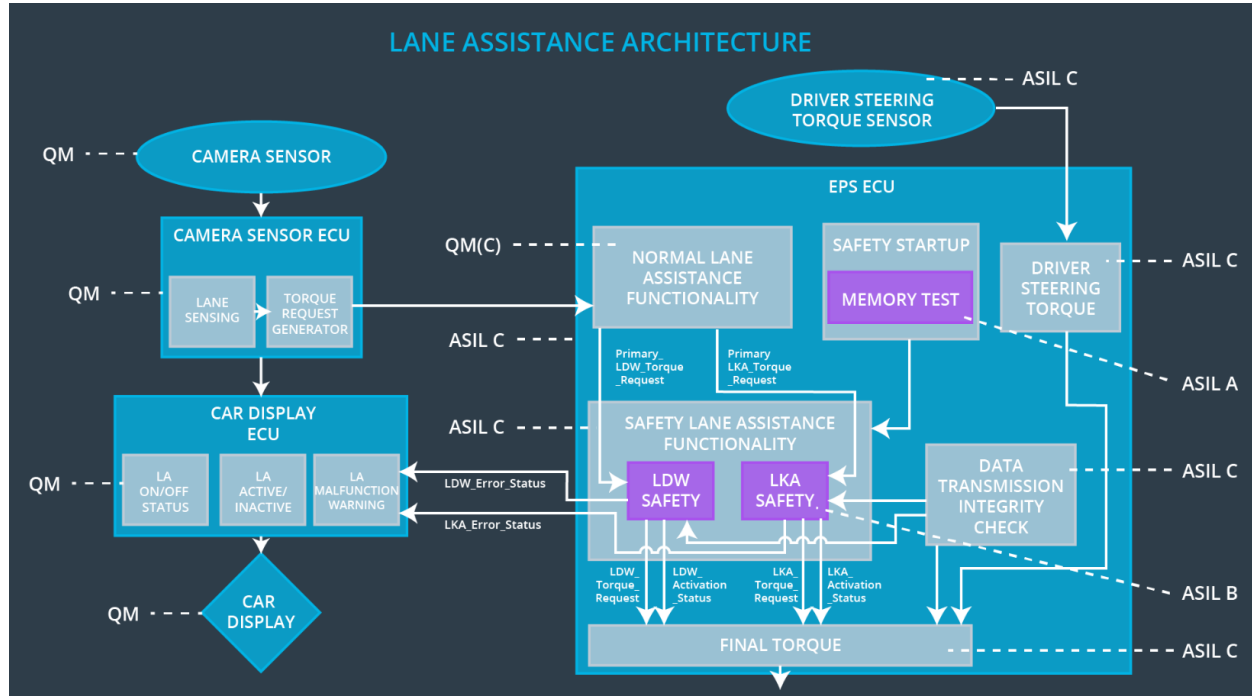 LANE ASSISTANCE ARCHITECTURE
ASIL C
DRIVER STEERING
TORQUE SENSOR
QM
CAMERA SENSOR
EPS ECU
CAMERA SENSOR ECU
QM
LANE
SENSING
TORQUE
REQUEST
GENERATOR
QM(C)
NORMAL LANE
ASSISTANCE
FUNCTIONALITY
SAFETY STARTUP
MEMORY TEST
DRIVER
STEERING
TORQUE
ASIL C
ASIL C
Primary_
LDW_Torque
_Request
Primary
LKA_Torque
_Request
ASIL A
CAR DISPLAY
ECU
QM
LA
ON/OFF
STATUS
LA
ACTIVE/
INACTIVE
LA
MALFUNCTION
WARNING
ASIL C
SAFETY LANE ASSISTANCE
FUNCTIONALITY
LDW_Error_Status
LKA_Error_Status
LDW
SAFETY
LKA
SAFETY
DATA
TRANSMISSION
INTEGRITY
CHECK
ASIL C
LDW_
Torque_
Request
LDW_
Activation
_Status
LKA_
Torque_
Request
LKA_
Activation
_Status
ASIL B
QM
CAR
DISPLAY
FINAL TORQUE
ASIL C